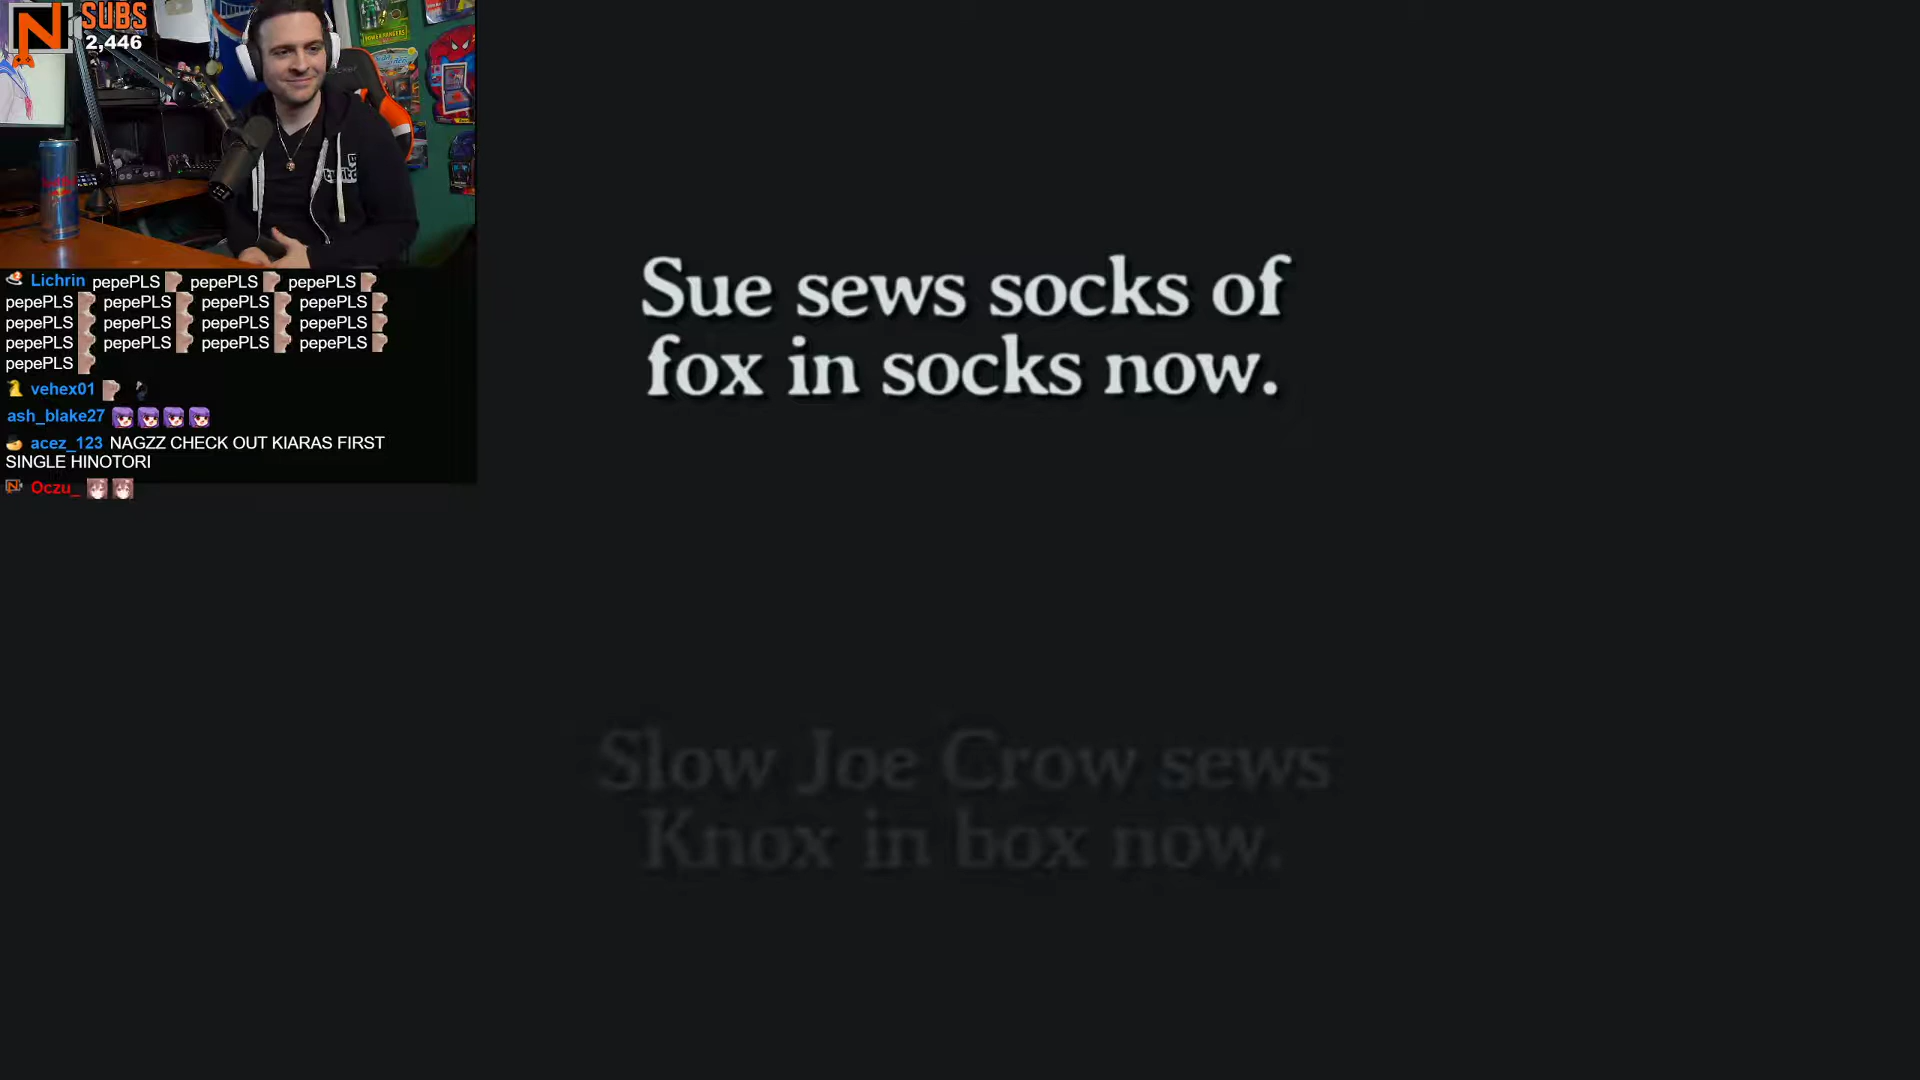 SUBS
2,446
Lichrin pepePLS pepePLS pepePLS
pepePLS pepePLS pepePLS pepePLS
pepePLS pepePLS pepePLS pepePLS
pepePLS pepePLS pepePLS pepePLS
pepePLS
vehex01
ash_blake27
acez_123 NAGZZ CHECK OUT KIARAS FIRST
SINGLE HINOTORI
Oczu_
Sue sews socks of
fox in socks now.
Slow Joe Crow sews
Knox in box now.